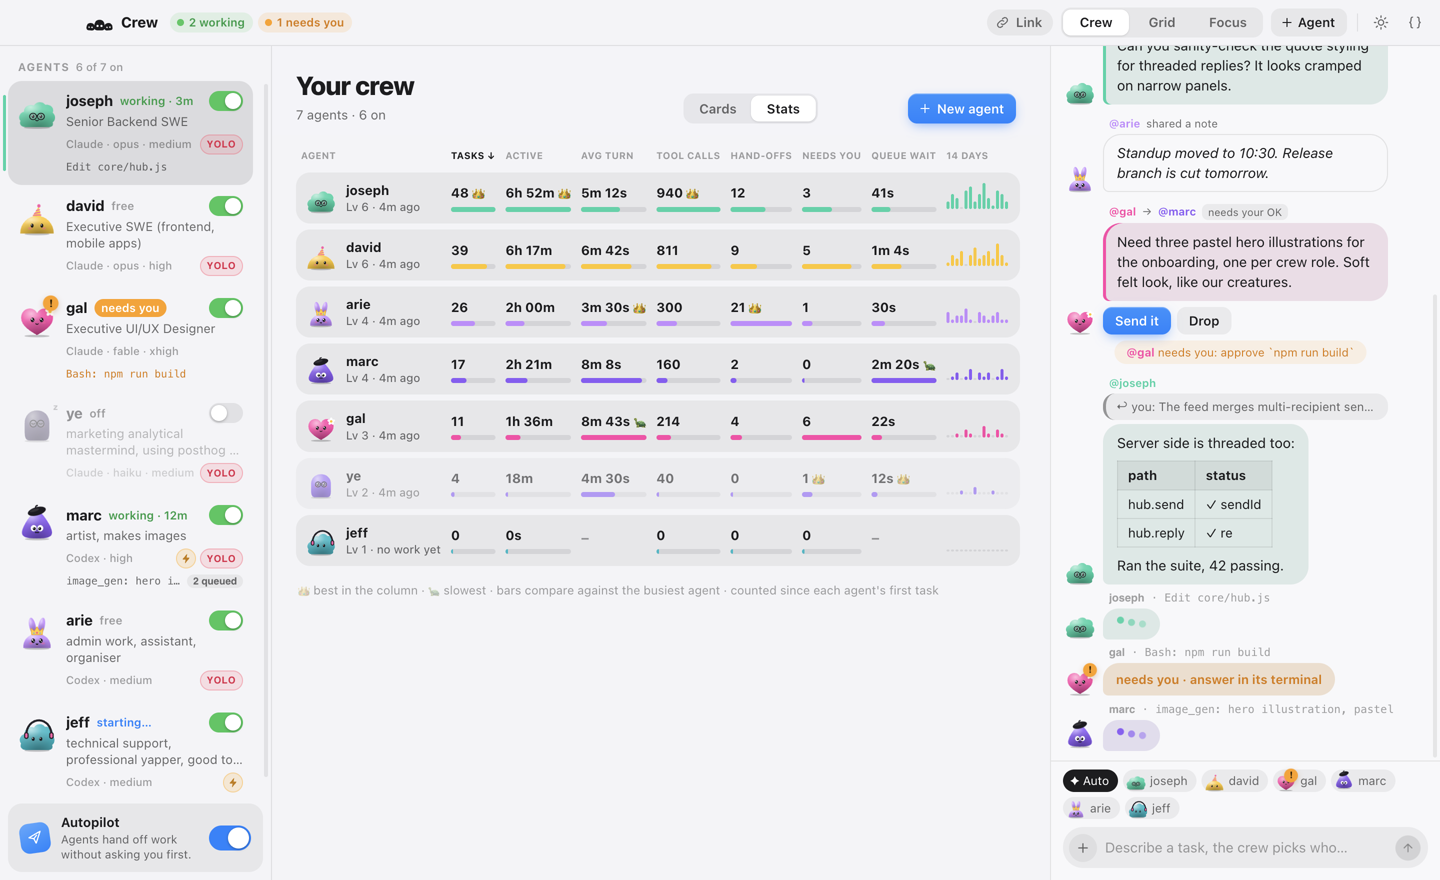 Crew
2 working
1 needs you
Link
Crew
Grid
Focus
+ Agent
{}
AGENTS 6 of 7 on
joseph working · 3m
Senior Backend SWE
Claude · opus · medium YOLO
Edit core/hub.js
david free
Executive SWE (frontend,
mobile apps)
Claude · opus · high YOLO
gal needs you
Executive UI/UX Designer
Claude · fable · xhigh
Bash: npm run build
ye off
marketing analytical
mastermind, using posthog ...
Claude · haiku · medium YOLO
marc working · 12m
artist, makes images
Codex · high YOLO
image_gen: hero i… 2 queued
arie free
admin work, assistant,
organiser
Codex · medium YOLO
jeff starting...
technical support,
professional yapper, good to...
Codex · medium
Autopilot
Agents hand off work
without asking you first.
Your crew
7 agents · 6 on
Cards
Stats
+ New agent
AGENT TASKS ↓ ACTIVE AVG TURN TOOL CALLS HAND-OFFS NEEDS YOU QUEUE WAIT 14 DAYS
joseph
Lv 6 · 4m ago
48 6h 52m 5m 12s 940 12 3 41s
david
Lv 6 · 4m ago
39 6h 17m 6m 42s 811 9 5 1m 4s
arie
Lv 4 · 4m ago
26 2h 00m 3m 30s 300 21 1 30s
marc
Lv 4 · 4m ago
17 2h 21m 8m 8s 160 2 0 2m 20s
gal
Lv 3 · 4m ago
11 1h 36m 8m 43s 214 4 6 22s
ye
Lv 2 · 4m ago
4 18m 4m 30s 40 0 1 12s
jeff
Lv 1 · no work yet
0 0s – 0 0 0 –
best in the column · slowest · bars compare against the busiest agent · counted since each agent's first task
Can you sanity-check the quote styling
for threaded replies? It looks cramped
on narrow panels.
@arie shared a note
Standup moved to 10:30. Release
branch is cut tomorrow.
@gal → @marc needs your OK
Need three pastel hero illustrations for
the onboarding, one per crew role. Soft
felt look, like our creatures.
Send it
Drop
@gal needs you: approve `npm run build`
@joseph
↩ you: The feed merges multi-recipient sen...
Server side is threaded too:
path status
hub.send ✓ sendId
hub.reply ✓ re
Ran the suite, 42 passing.
joseph · Edit core/hub.js
gal · Bash: npm run build
needs you · answer in its terminal
marc · image_gen: hero illustration, pastel
✦ Auto
joseph
david
gal
marc
arie
jeff
+ Describe a task, the crew picks who...